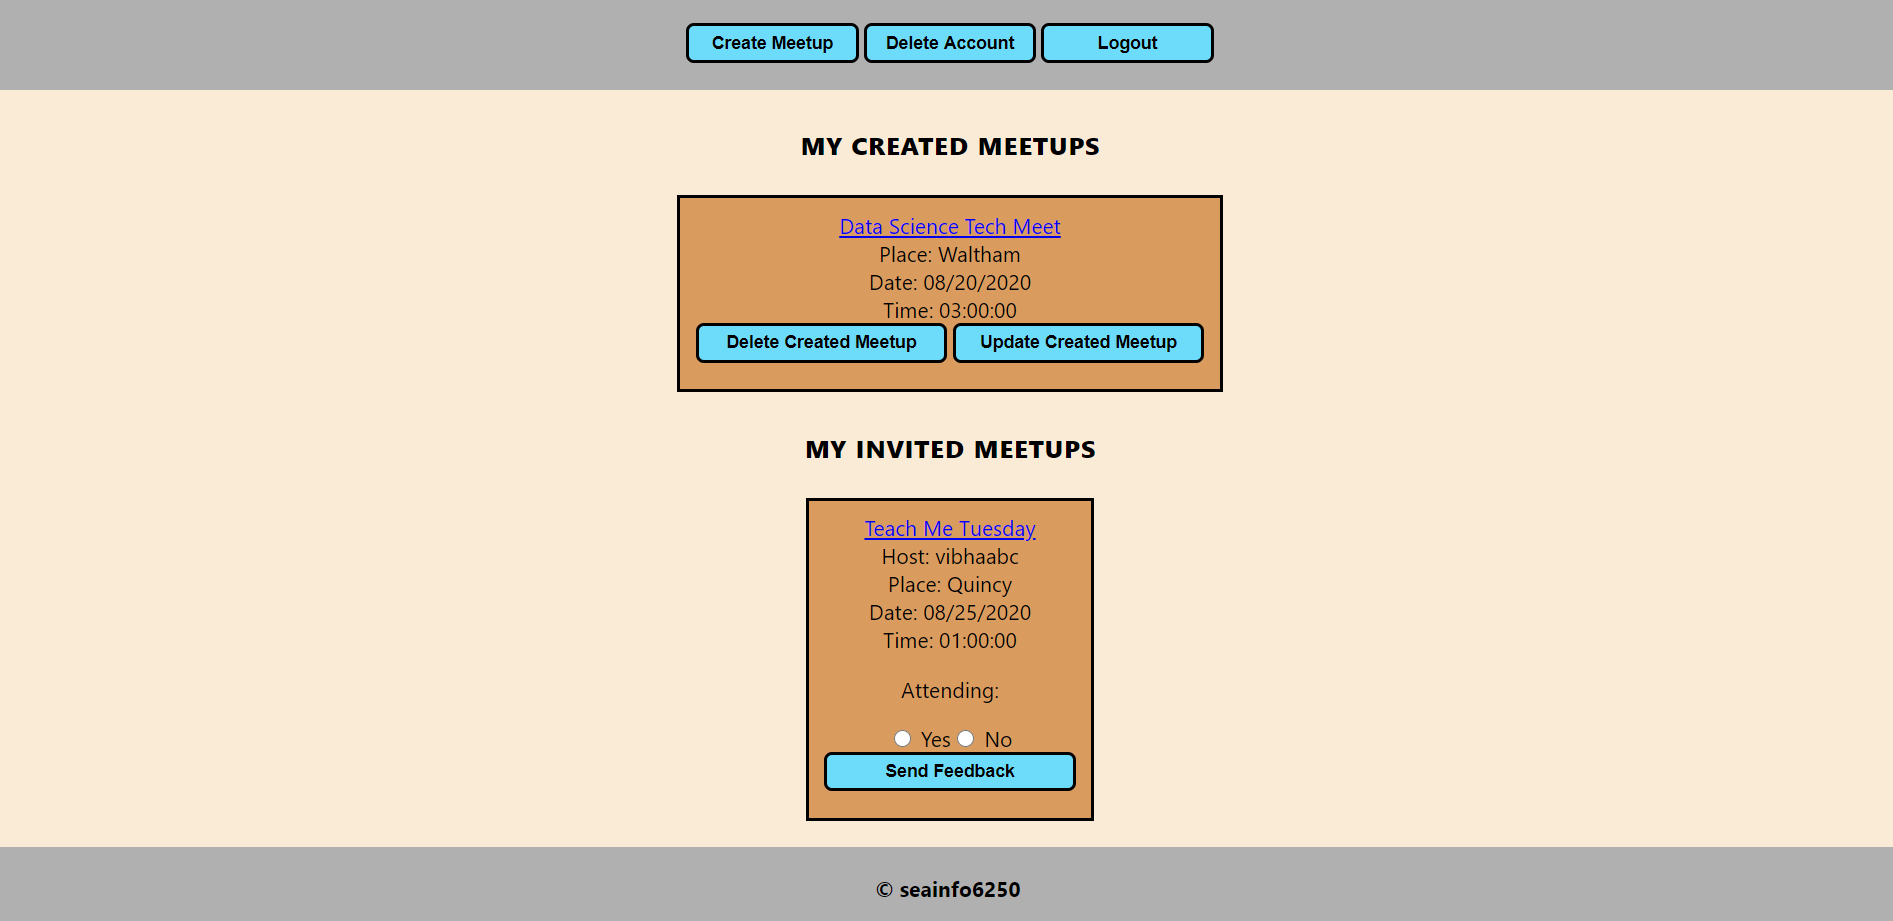 Create Meetup Delete Account Logout
MY CREATED MEETUPS
Data Science Tech Meet
Place: Waltham
Date: 08/20/2020
Time: 03:00:00
Delete Created Meetup Update Created Meetup
MY INVITED MEETUPS
Teach Me Tuesday
Host: vibhaabc
Place: Quincy
Date: 08/25/2020
Time: 01:00:00
Attending:
Yes No
Send Feedback
© seainfo6250